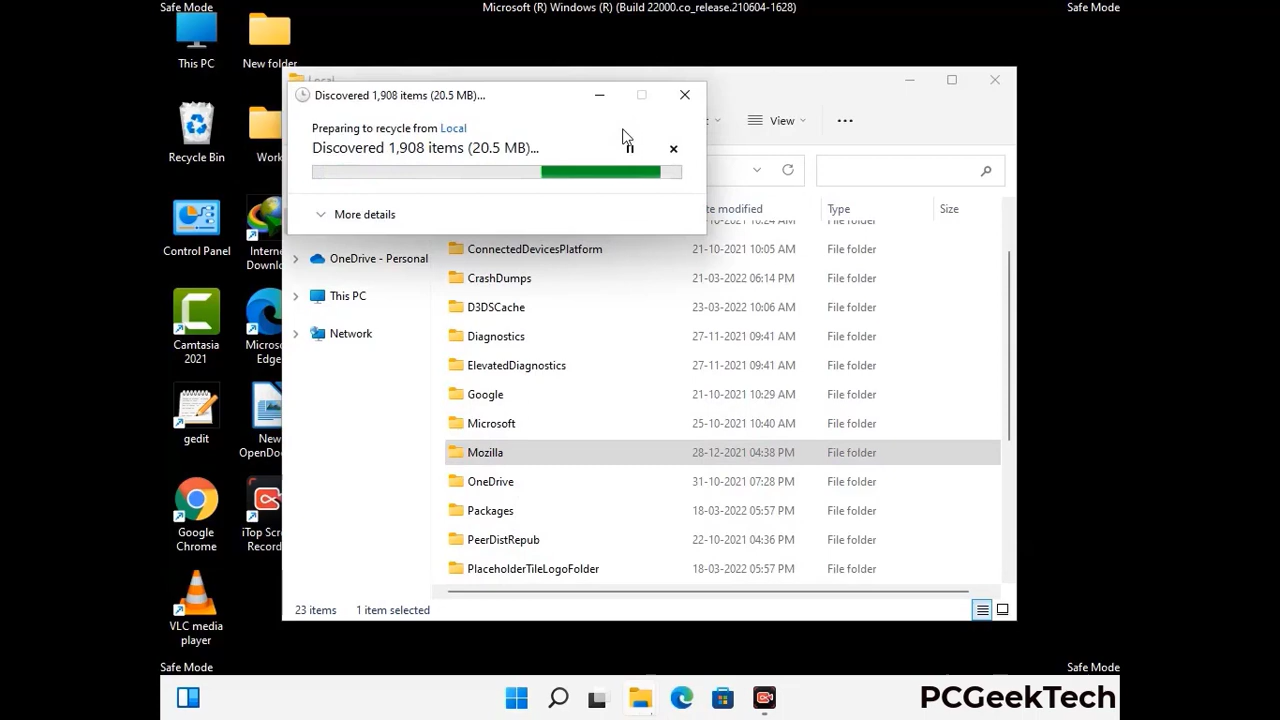 Safe Mode
Microsoft (R) Windows (R) (Build 22000.co_release.210604-1628)
Safe Mode
This PC
New folder
Recycle Bin
Work
Control Panel
Intern
Downlo
Camtasia
2021
Micros
Edge
gedit
New
OpenDo
Google
Chrome
iTop Scr
Record
VLC media
player
Local
Discovered 1,908 items (20.5 MB)...
Preparing to recycle from Local
Discovered 1,908 items (20.5 MB)...
More details
View
te modified
Type
Size
File folder
OneDrive - Personal
This PC
Network
ConnectedDevicesPlatform 21-10-2021 10:05 AM File folder
CrashDumps 21-03-2022 06:14 PM File folder
D3DSCache 23-03-2022 10:06 AM File folder
Diagnostics 27-11-2021 09:41 AM File folder
ElevatedDiagnostics 27-11-2021 09:41 AM File folder
Google 21-10-2021 10:29 AM File folder
Microsoft 25-10-2021 10:40 AM File folder
Mozilla 28-12-2021 04:38 PM File folder
OneDrive 31-10-2021 07:28 PM File folder
Packages 18-03-2022 05:57 PM File folder
PeerDistRepub 22-10-2021 04:36 PM File folder
PlaceholderTileLogoFolder 18-03-2022 05:57 PM File folder
23 items
1 item selected
Safe Mode
Safe Mode
PCGeekTech